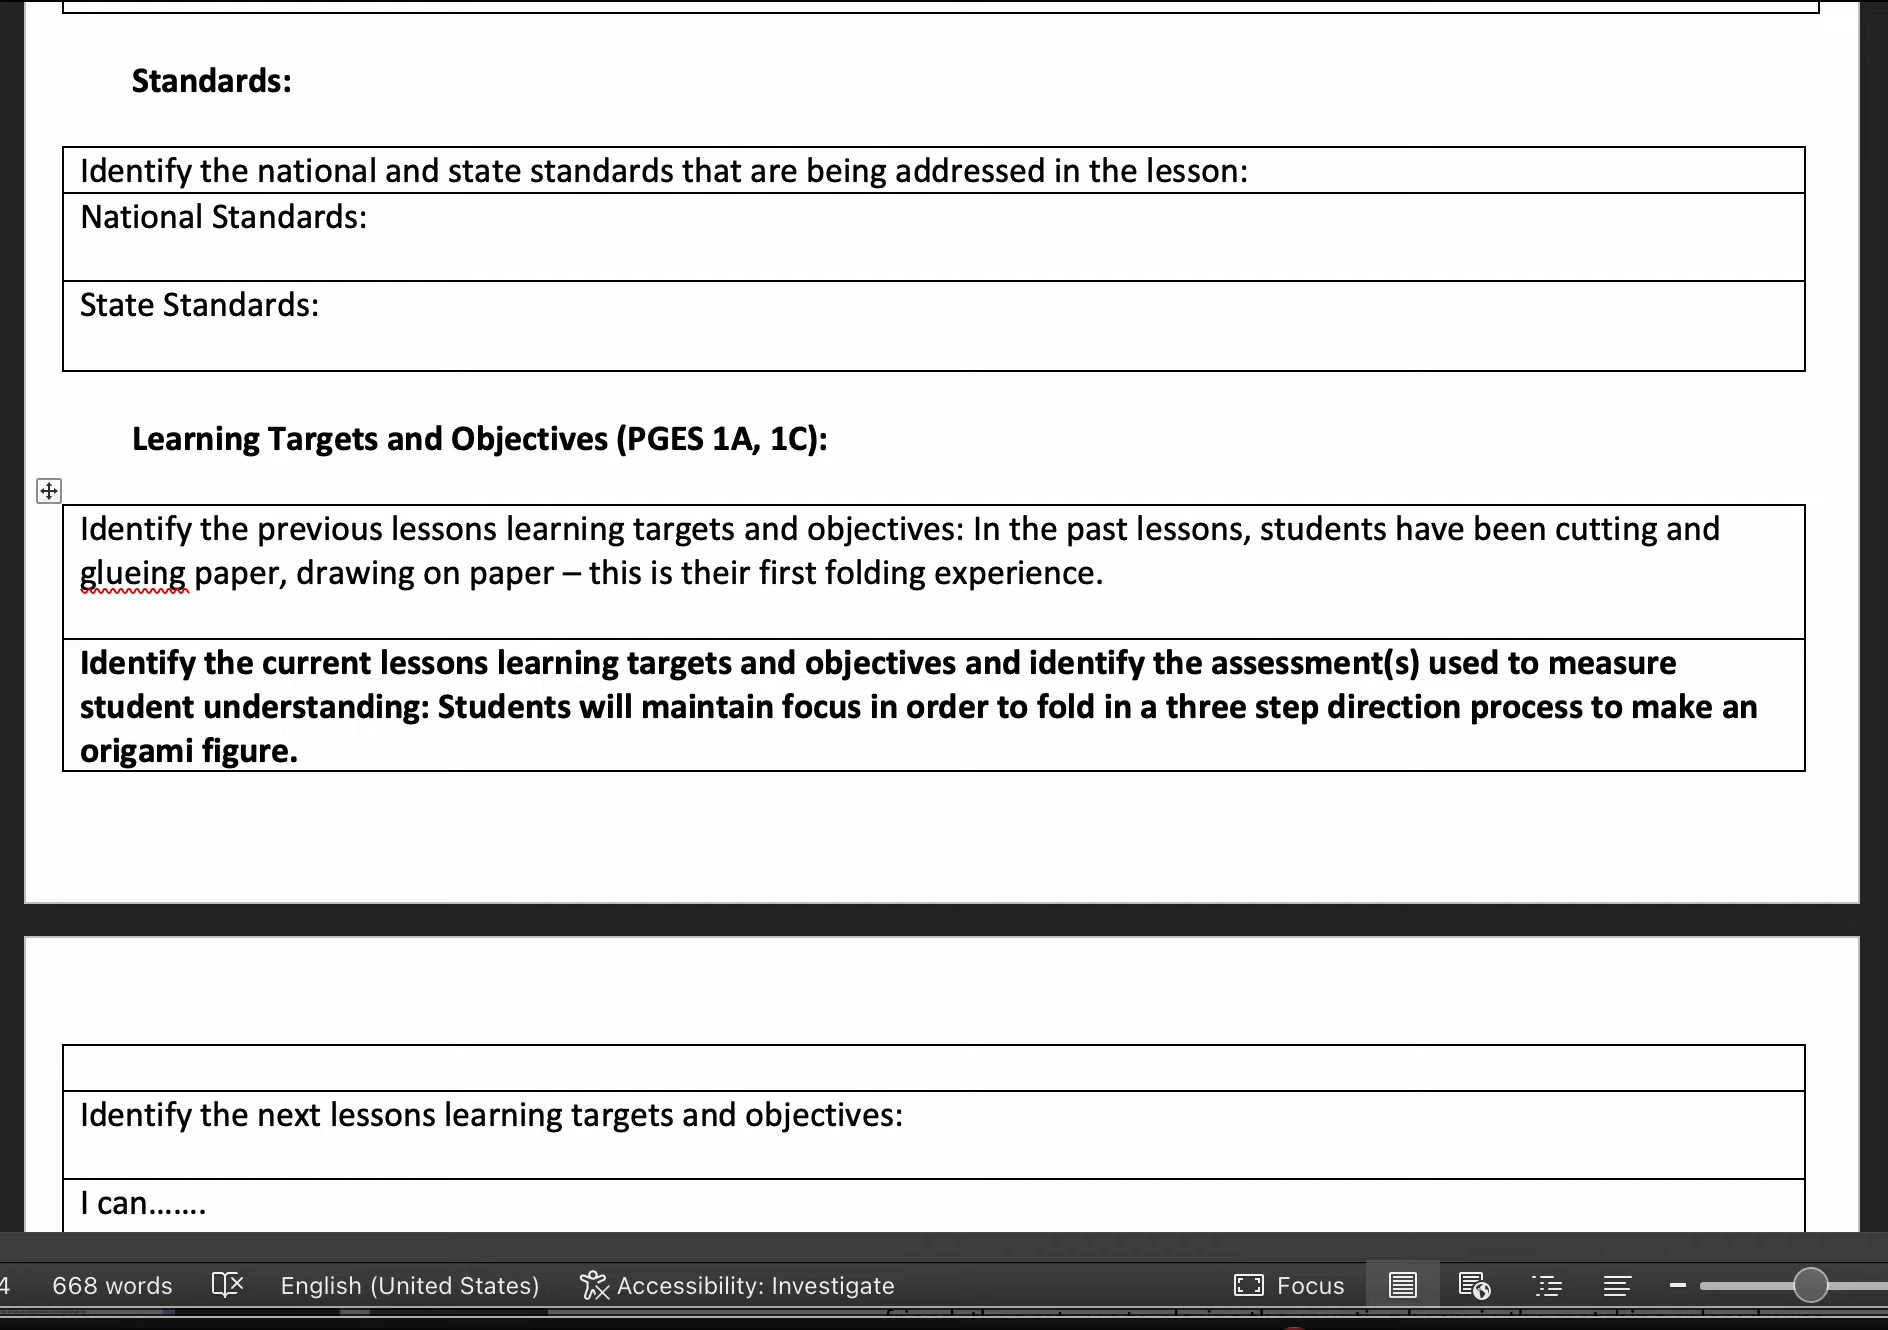 Standards:
Identify the national and state standards that are being addressed in the lesson:
National Standards:
State Standards:
Learning Targets and Objectives (PGES 1A, 1C):
Identify the previous lessons learning targets and objectives: In the past lessons, students have been cutting and
glueing paper, drawing on paper – this is their first folding experience.
Identify the current lessons learning targets and objectives and identify the assessment(s) used to measure
student understanding: Students will maintain focus in order to fold in a three step direction process to make an
origami figure.
Identify the next lessons learning targets and objectives:
I can.......
4 668 words English (United States) Accessibility: Investigate Focus